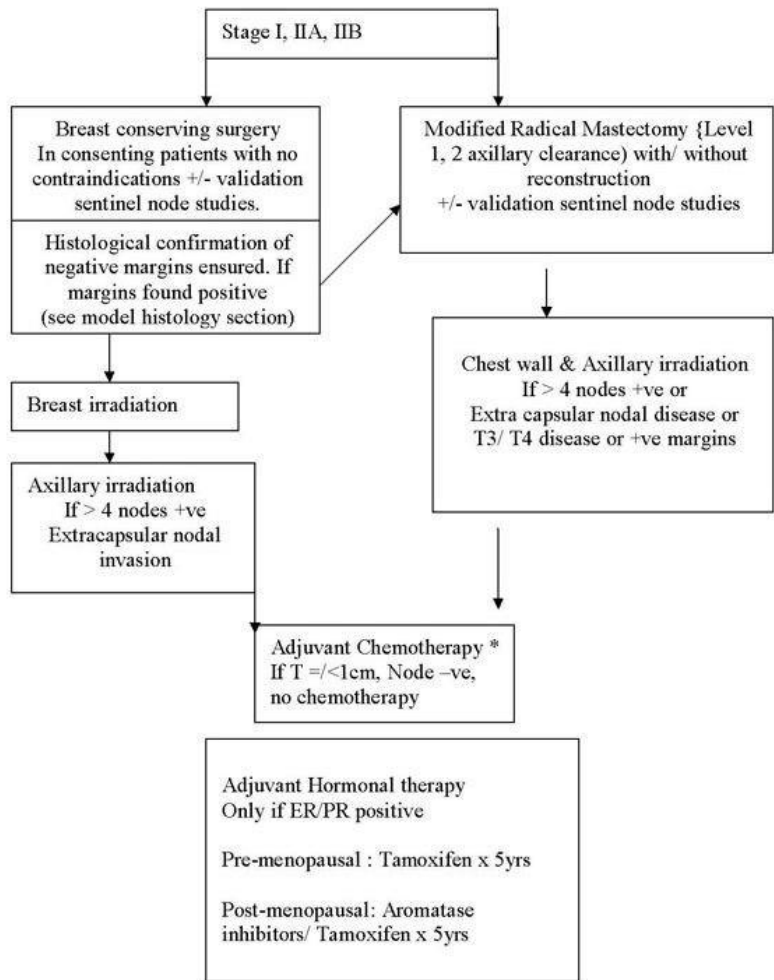 Stage I, IIA, IIB
Breast conserving surgery
In consenting patients with no
contraindications +/- validation
sentinel node studies.
Histological confirmation of
negative margins ensured. If
margins found positive
(see model histology section)
Modified Radical Mastectomy {Level
1, 2 axillary clearance) with/ without
reconstruction
+/- validation sentinel node studies
Breast irradiation
Chest wall & Axillary irradiation
If > 4 nodes +ve or
Extra capsular nodal disease or
T3/ T4 disease or +ve margins
Axillary irradiation
If > 4 nodes +ve
Extracapsular nodal
invasion
Adjuvant Chemotherapy *
If T =/<1cm, Node –ve,
no chemotherapy
Adjuvant Hormonal therapy
Only if ER/PR positive
Pre-menopausal : Tamoxifen x 5yrs
Post-menopausal: Aromatase
inhibitors/ Tamoxifen x 5yrs